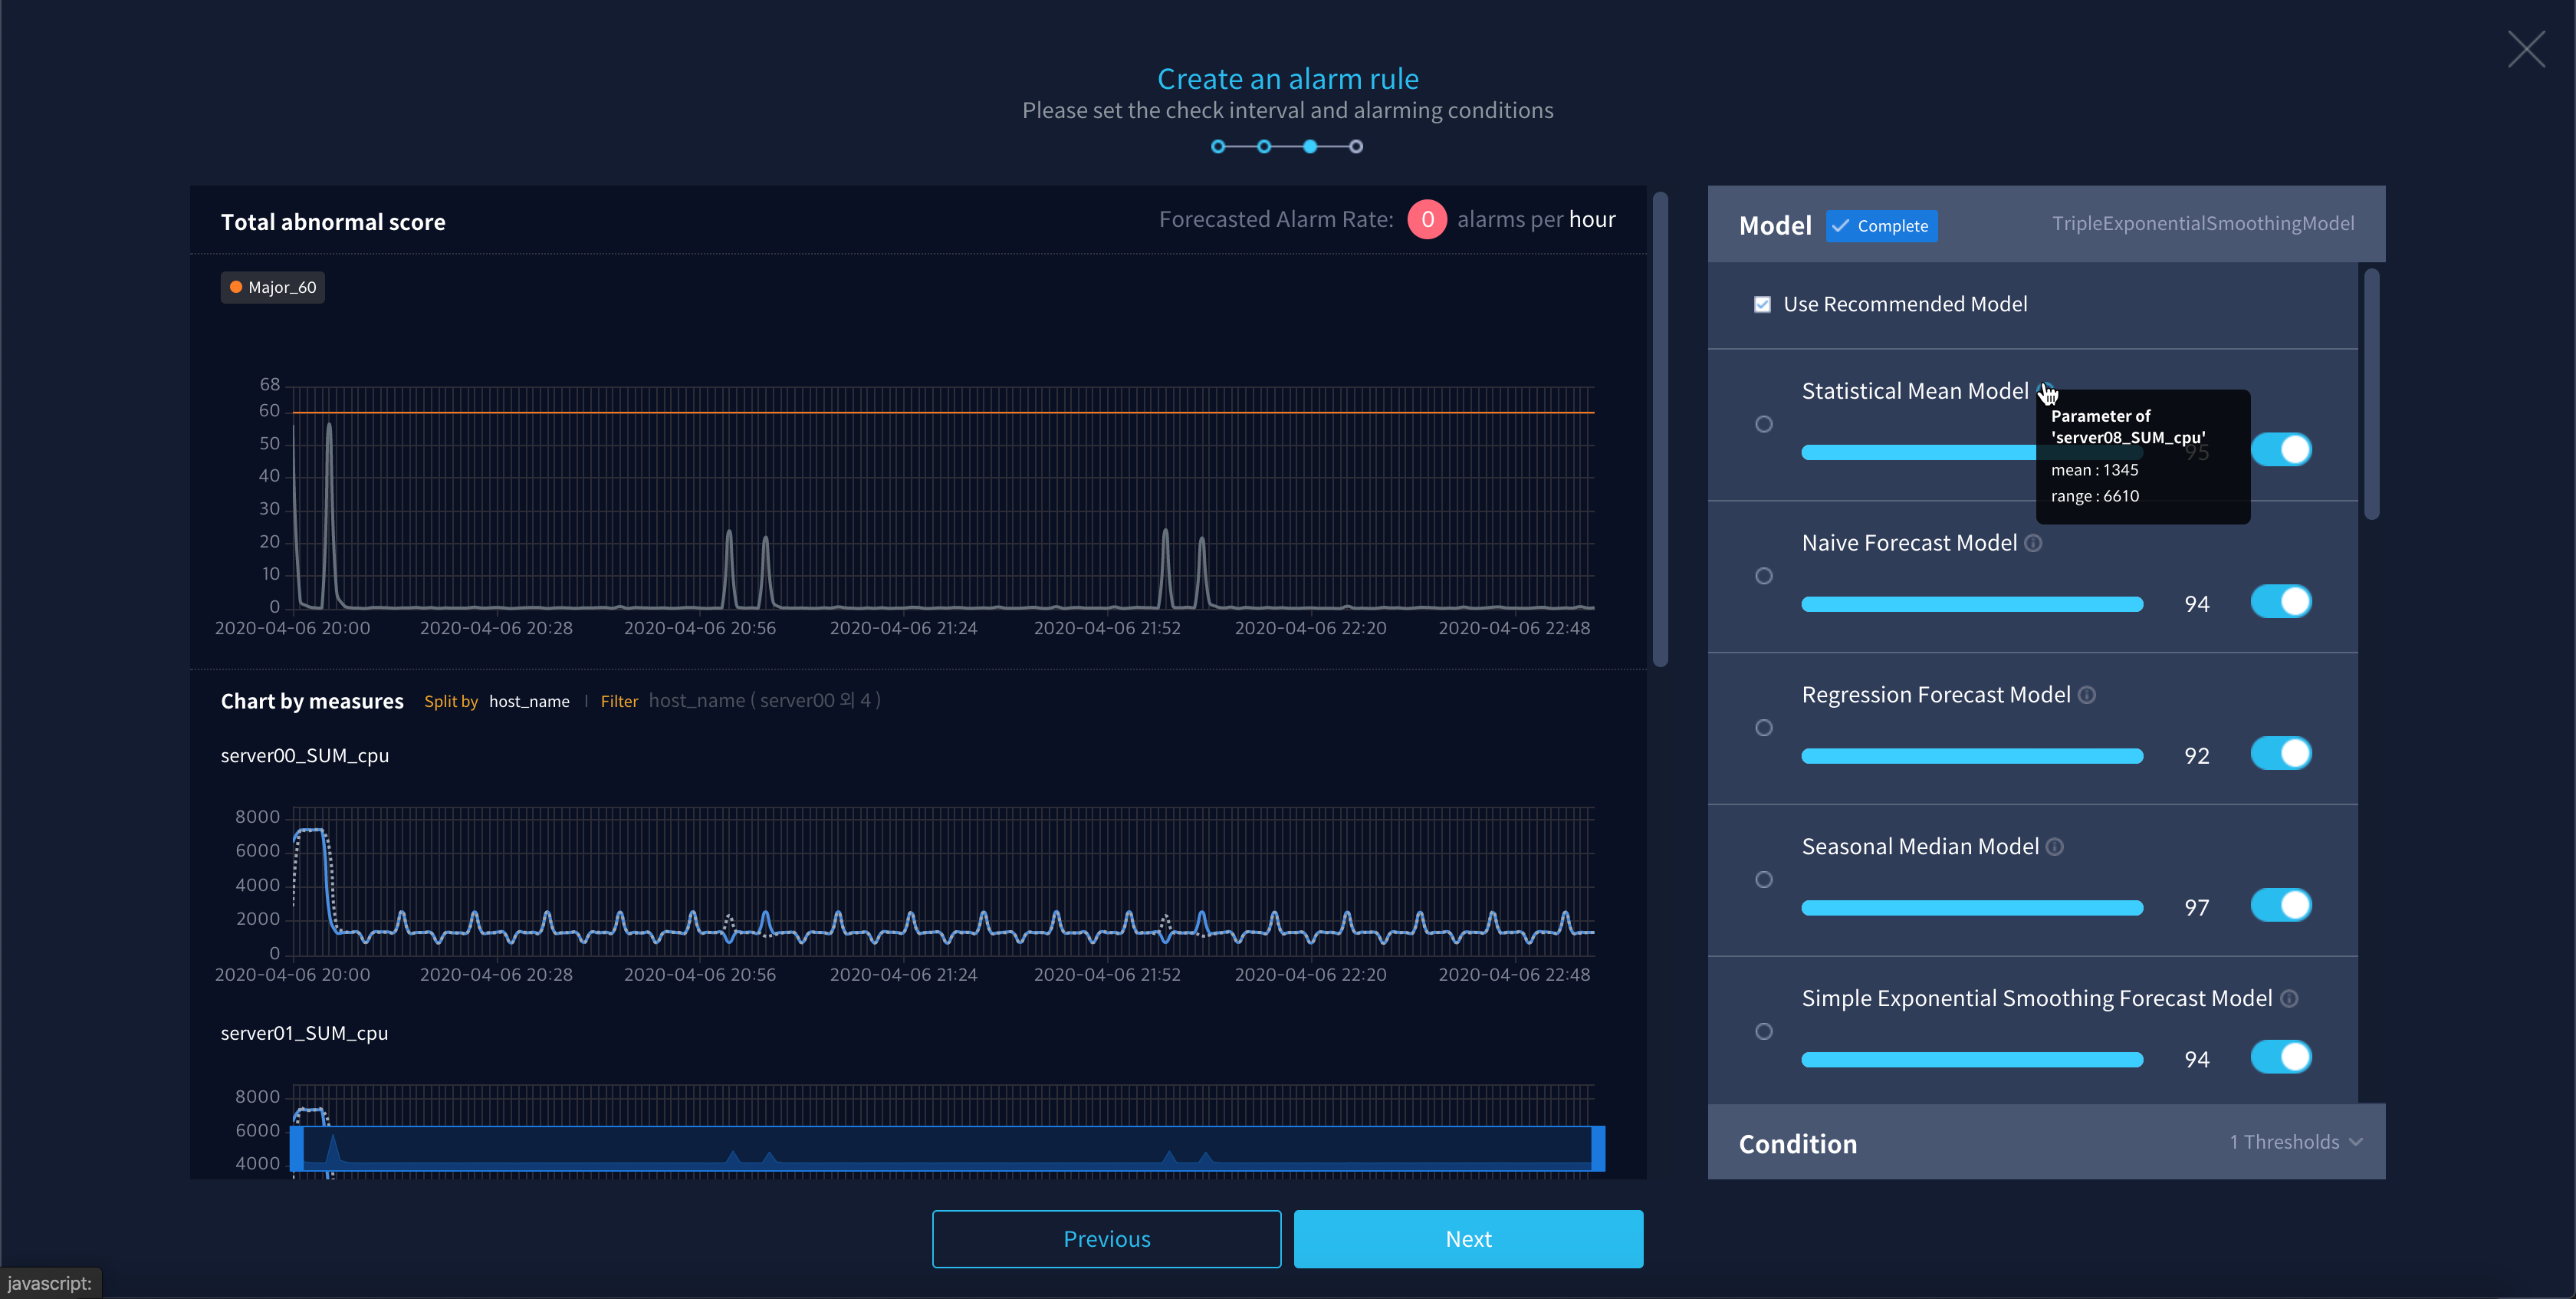 Create an alarm rule
Please set the check interval and alarming conditions
Total abnormal score
Forecasted Alarm Rate: 0 alarms per hour
Major_60
68
60
50
40
30
20
10
0
2020-04-06 20:00 2020-04-06 20:28 2020-04-06 20:56 2020-04-06 21:24 2020-04-06 21:52 2020-04-06 22:20 2020-04-06 22:48
Chart by measures Split by host_name | Filter host_name ( server00 외 4 )
server00_SUM_cpu
8000
6000
4000
2000
0
2020-04-06 20:00 2020-04-06 20:28 2020-04-06 20:56 2020-04-06 21:24 2020-04-06 21:52 2020-04-06 22:20 2020-04-06 22:48
server01_SUM_cpu
8000
6000
4000
Model Complete TripleExponentialSmoothingModel
Use Recommended Model
Statistical Mean Model
95
Parameter of
'server08_SUM_cpu'
mean : 1345
range : 6610
Naive Forecast Model
94
Regression Forecast Model
92
Seasonal Median Model
97
Simple Exponential Smoothing Forecast Model
94
Condition 1 Thresholds
Previous Next
javascript: